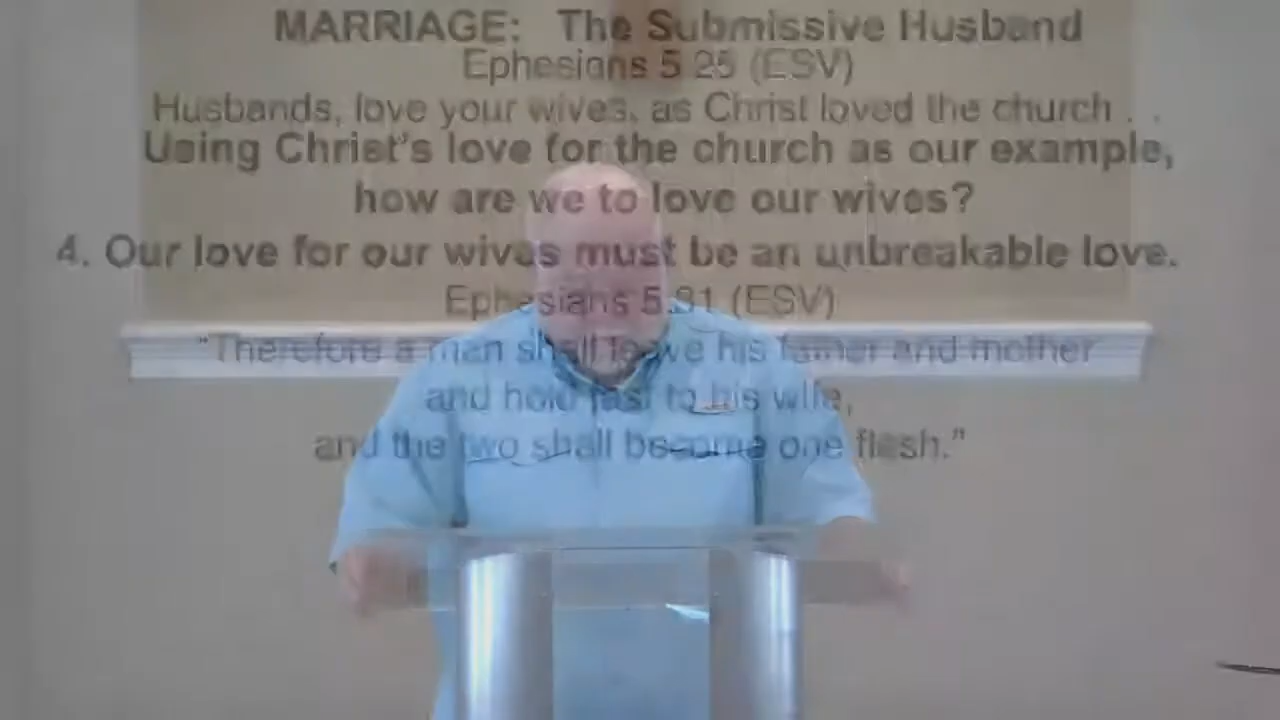 MARRIAGE: The Submissive Husband
Ephesians 5:25 (ESV)
Husbands, love your wives, as Christ loved the church . .
Using Christ's love for the church as our example,
how are we to love our wives?
4. Our love for our wives must be an unbreakable love.
Ephesians 5:31 (ESV)
"Therefore a man shall leave his father and mother
and hold fast to his wife,
and the two shall become one flesh."